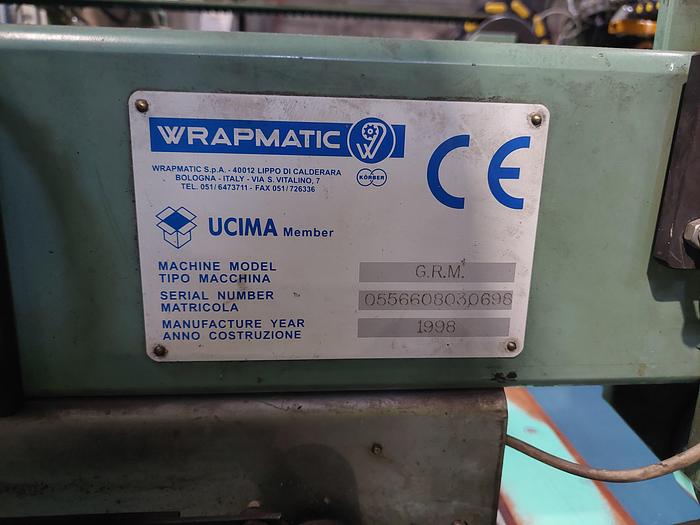 WRAPMATIC
WRAPMATIC S.p.A. - 40012 LIPPO DI CALDERARA
BOLOGNA - ITALY - VIA S. VITALINO, 7
TEL. 051/ 6473711 - FAX 051/ 726336
KÖRBER
CE
UCIMA Member
MACHINE MODEL
TIPO MACCHINA
G.R.M.
SERIAL NUMBER
MATRICOLA
0556608030698
MANUFACTURE YEAR
ANNO COSTRUZIONE
1998